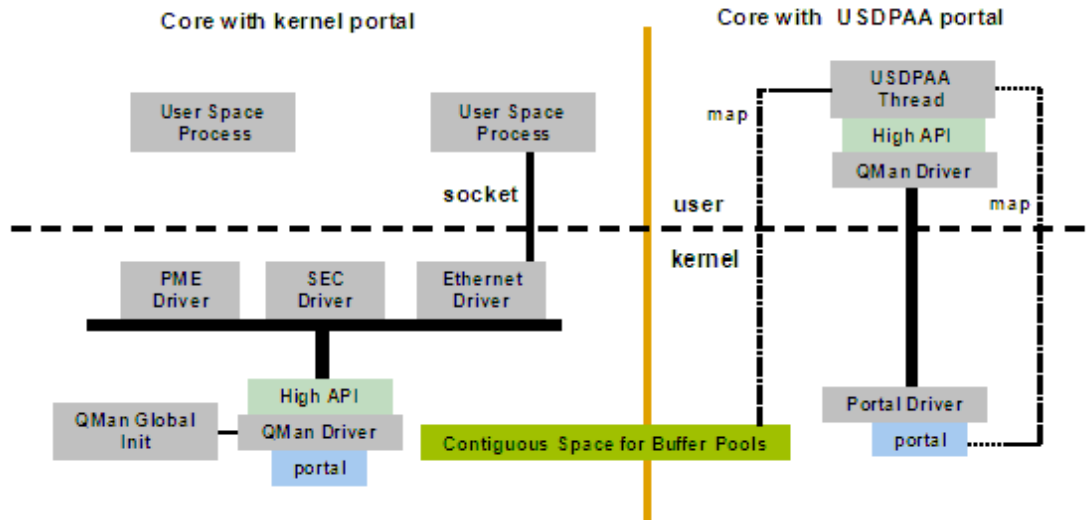 Core with kernel portal
Core with USDPAA portal
User Space
Process
User Space
Process
USDPAA
Thread
map
High API
QMan Driver
socket
user
map
kernel
PME
Driver
SEC
Driver
Ethernet
Driver
High API
QMan Global
Init
QMan Driver
portal
Contiguous Space for Buffer Pools
Portal Driver
portal